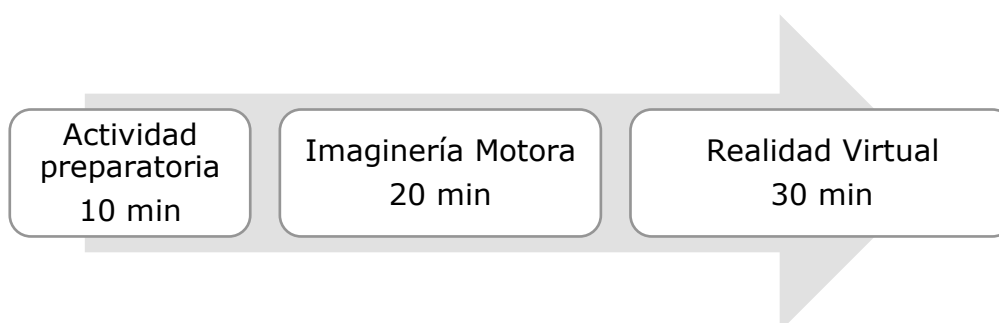 Actividad
preparatoria
10 min
Imaginería Motora
20 min
Realidad Virtual
30 min